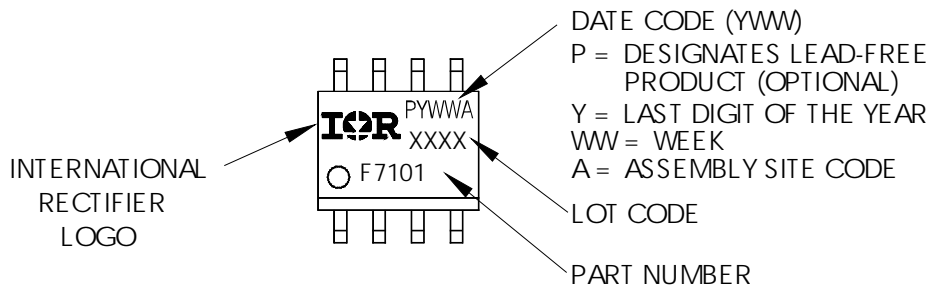 DATE CODE (YWW)
P = DESIGNATES LEAD-FREE
PRODUCT (OPTIONAL)
Y = LAST DIGIT OF THE YEAR
WW = WEEK
A = ASSEMBLY SITE CODE
LOT CODE
PART NUMBER
INTERNATIONAL
RECTIFIER
LOGO
IOR
PYWWA
XXXX
F7101